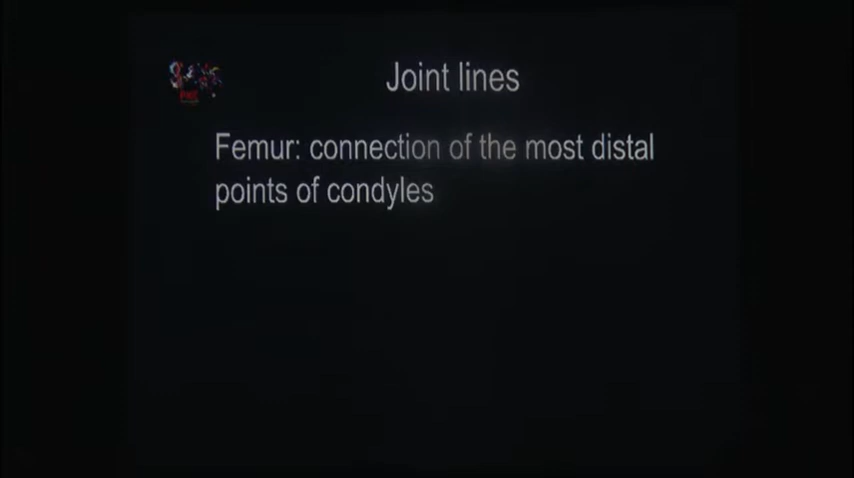 Joint lines
Femur: connection of the most distal
points of condyles